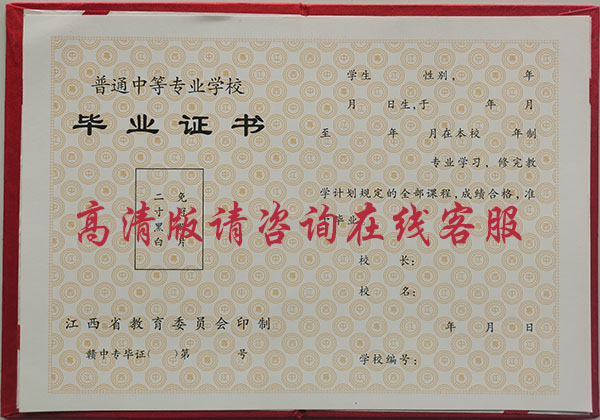 普通中等专业学校
毕业证书
二寸黑白
免片
江西省教育委员会印制
赣中专毕证( )第 号
学生 性别, 年
月 日生,于 年 月
至 年 月在本校 年制
专业学习,修完教
学计划规定的全部课程,成绩合格,准
毕业
校 长:
校 名:
年 月 日
学校编号:
高清版请咨询在线客服